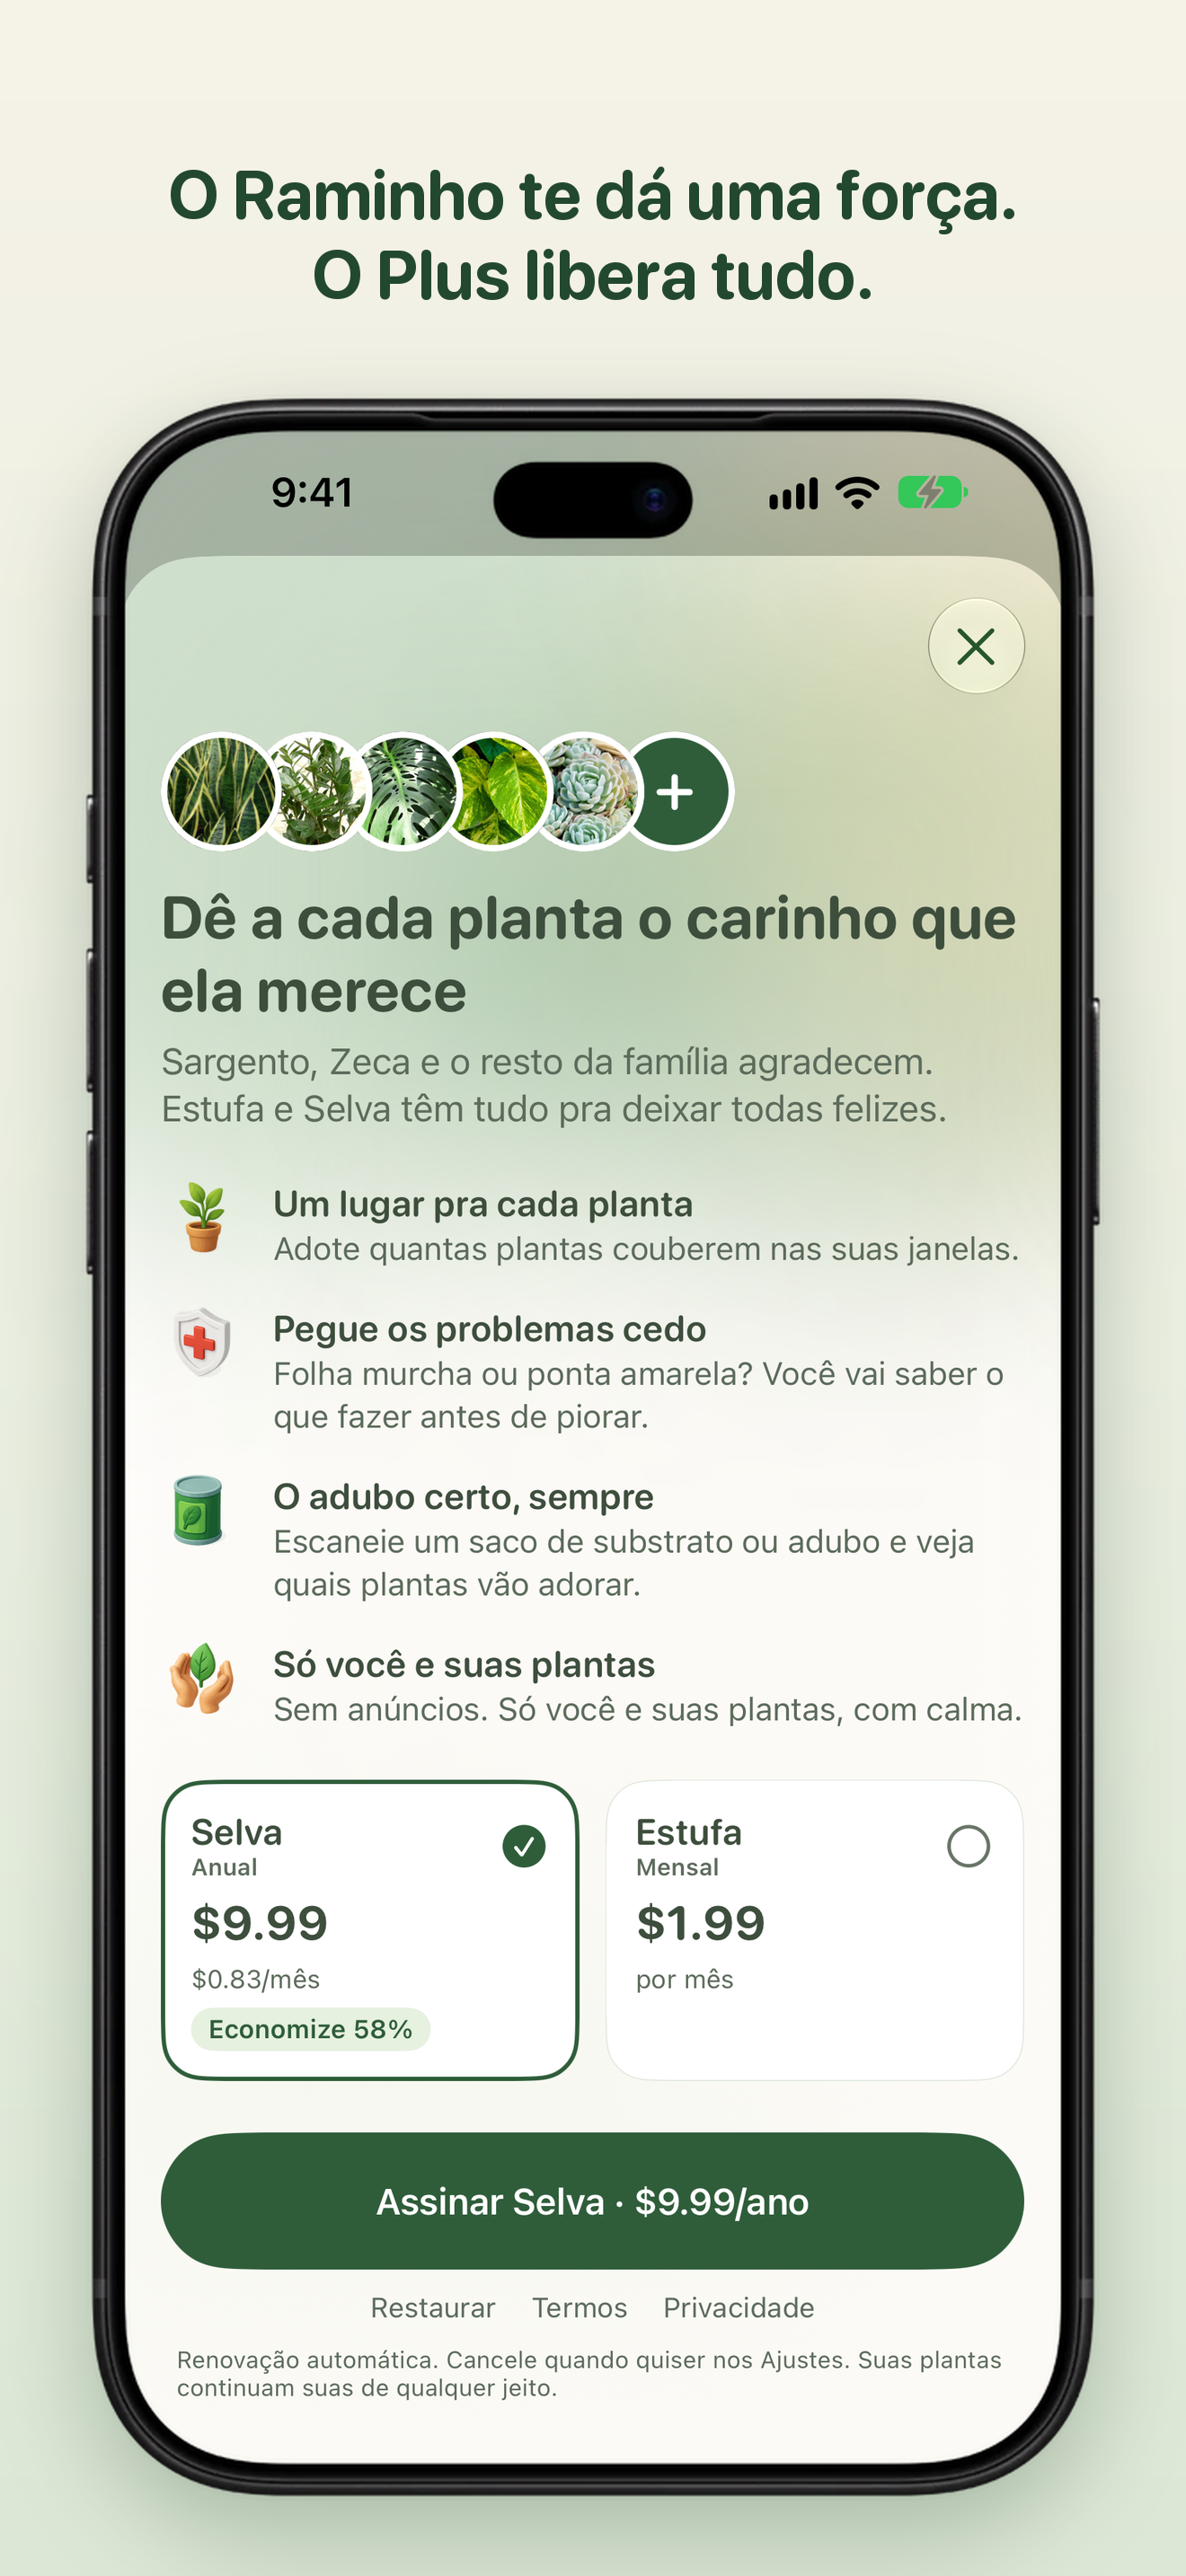 O Raminho te dá uma força.
O Plus libera tudo.
9:41
Dê a cada planta o carinho que
ela merece
Sargento, Zeca e o resto da família agradecem.
Estufa e Selva têm tudo pra deixar todas felizes.
Um lugar pra cada planta
Adote quantas plantas couberem nas suas janelas.
Pegue os problemas cedo
Folha murcha ou ponta amarela? Você vai saber o
que fazer antes de piorar.
O adubo certo, sempre
Escaneie um saco de substrato ou adubo e veja
quais plantas vão adorar.
Só você e suas plantas
Sem anúncios. Só você e suas plantas, com calma.
Selva
Anual
$9.99
$0.83/mês
Economize 58%
Estufa
Mensal
$1.99
por mês
Assinar Selva · $9.99/ano
Restaurar Termos Privacidade
Renovação automática. Cancele quando quiser nos Ajustes. Suas plantas
continuam suas de qualquer jeito.